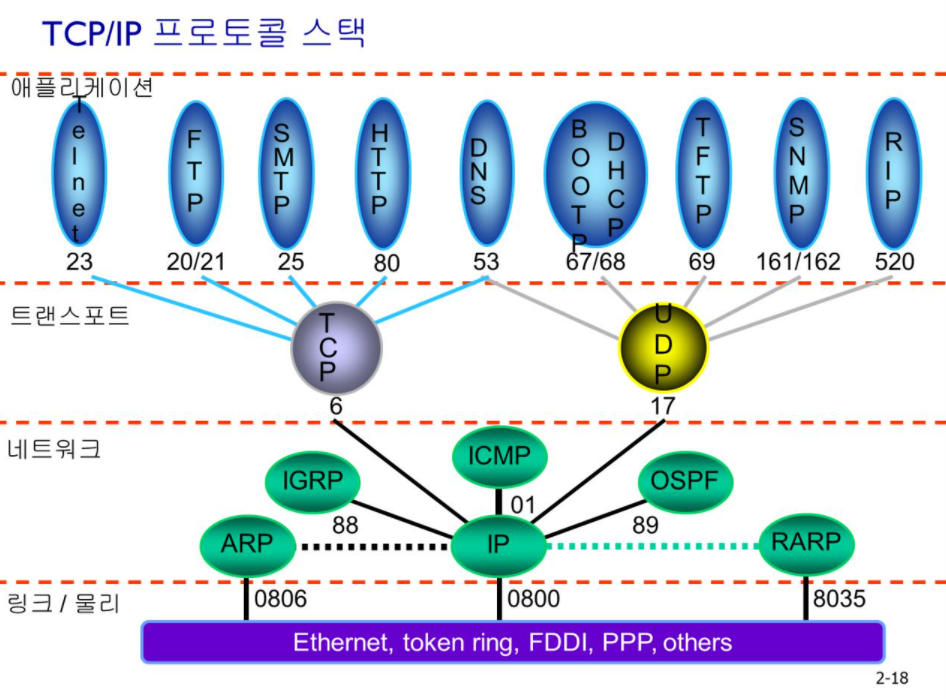 TCP/IP 프로토콜 스택
애플리케이션
Telnet
FTP
SMTP
HTTP
DNS
BOOTP
DHCP
TFTP
SNMP
RIP
23
20/21
25
80
53
67/68
69
161/162
520
트랜스포트
TCP
UDP
6
17
네트워크
ICMP
IGRP
OSPF
01
88
89
ARP
IP
RARP
링크 / 물리
0806
0800
8035
Ethernet, token ring, FDDI, PPP, others
2-18